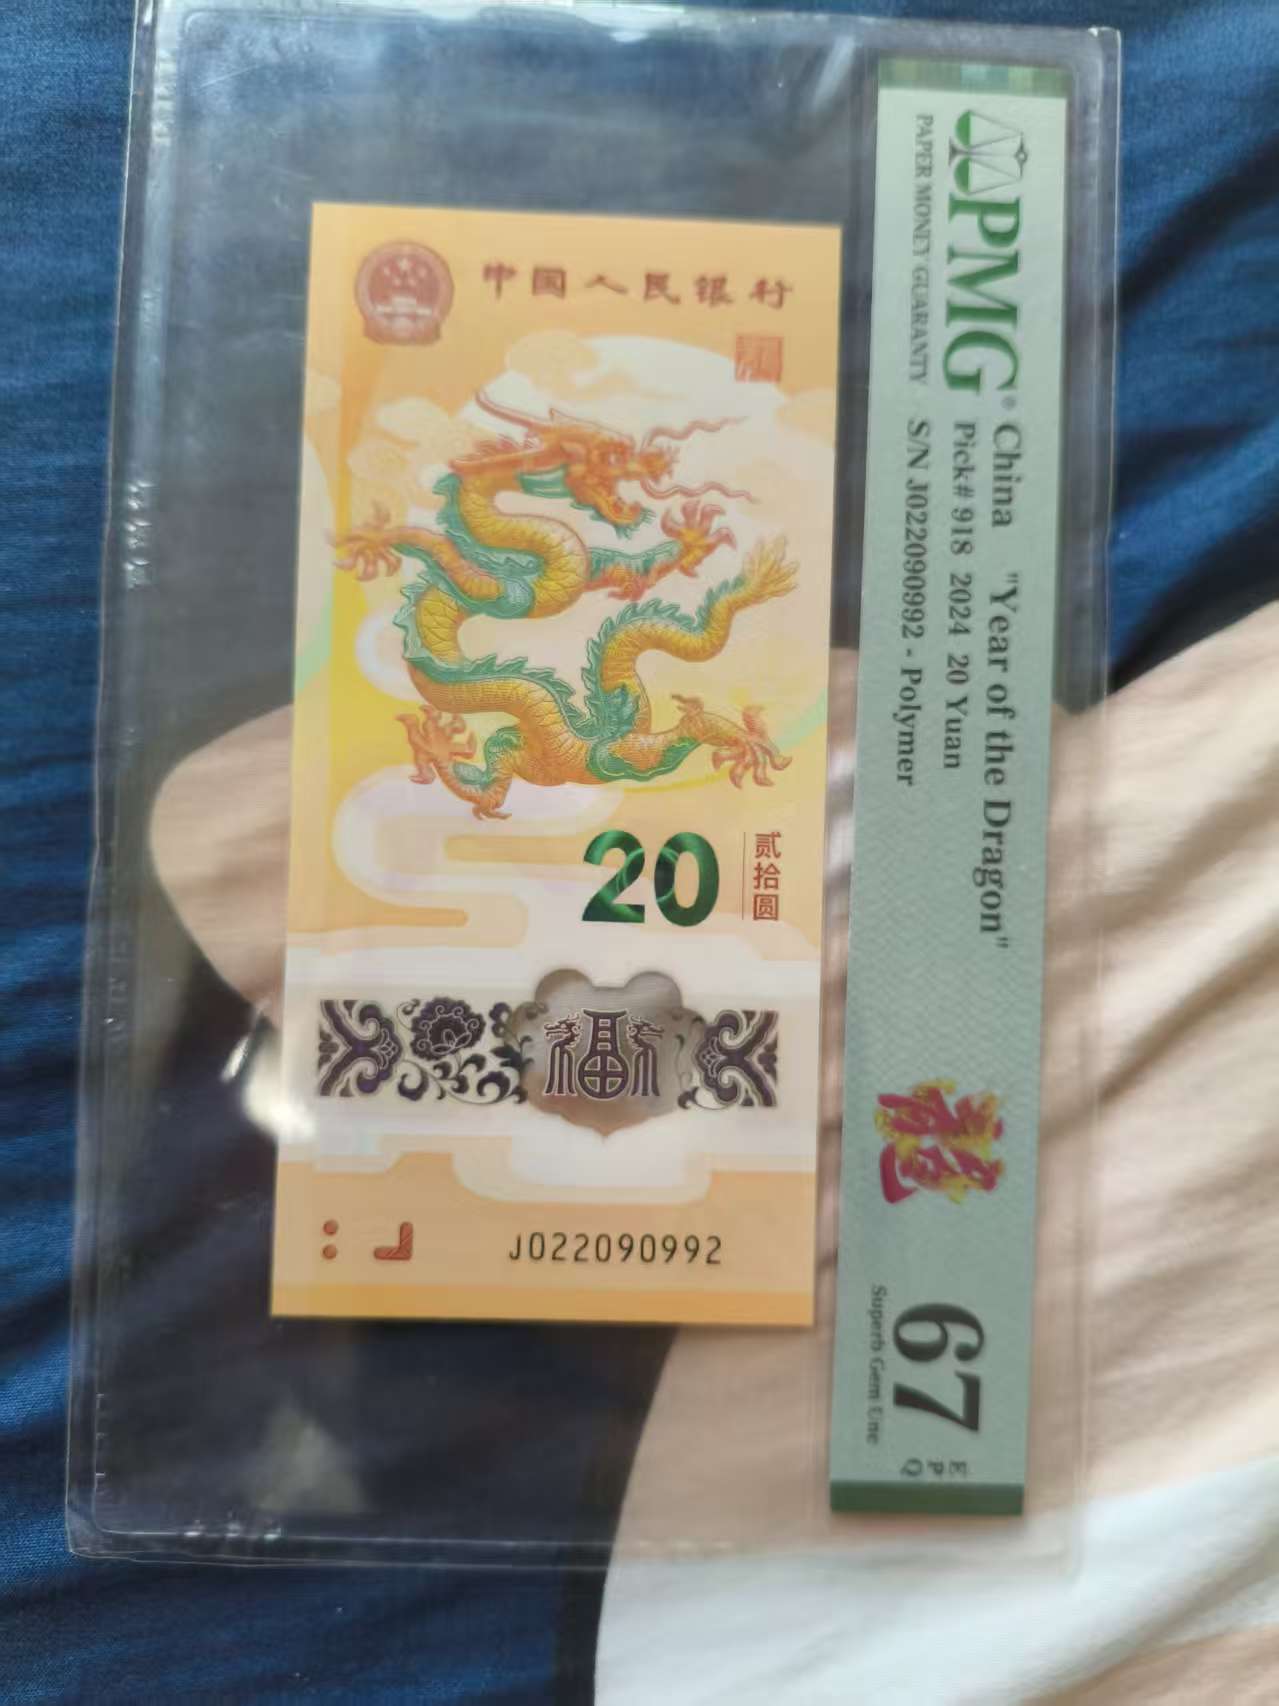 中国人民银行
20
贰拾圆
福
J022090992
PMG®
PAPER MONEY GUARANTY
China "Year of the Dragon"
Pick# 918 2024 20 Yuan
S/N J022090992 - Polymer
67
EPQ
Superb Gem Unc